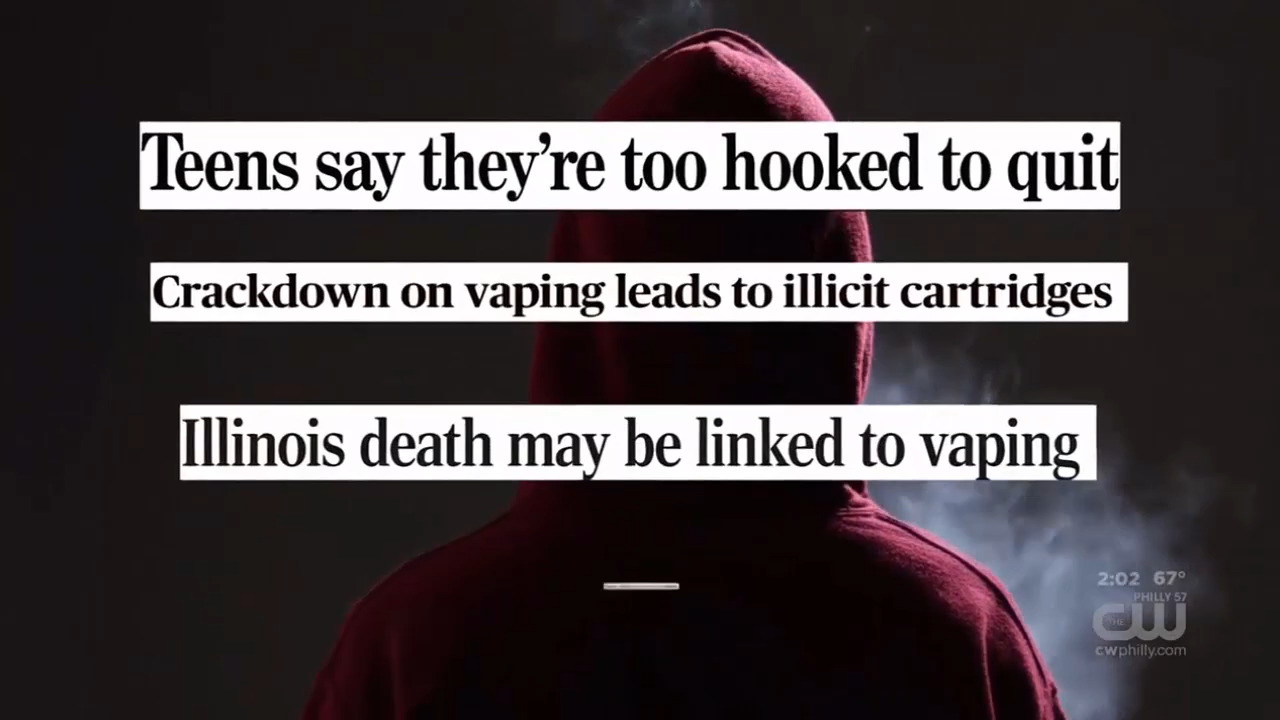 Teens say they're too hooked to quit
Crackdown on vaping leads to illicit cartridges
Illinois death may be linked to vaping
2:02 67°
PHILLY 57
THE CW
cwphilly.com